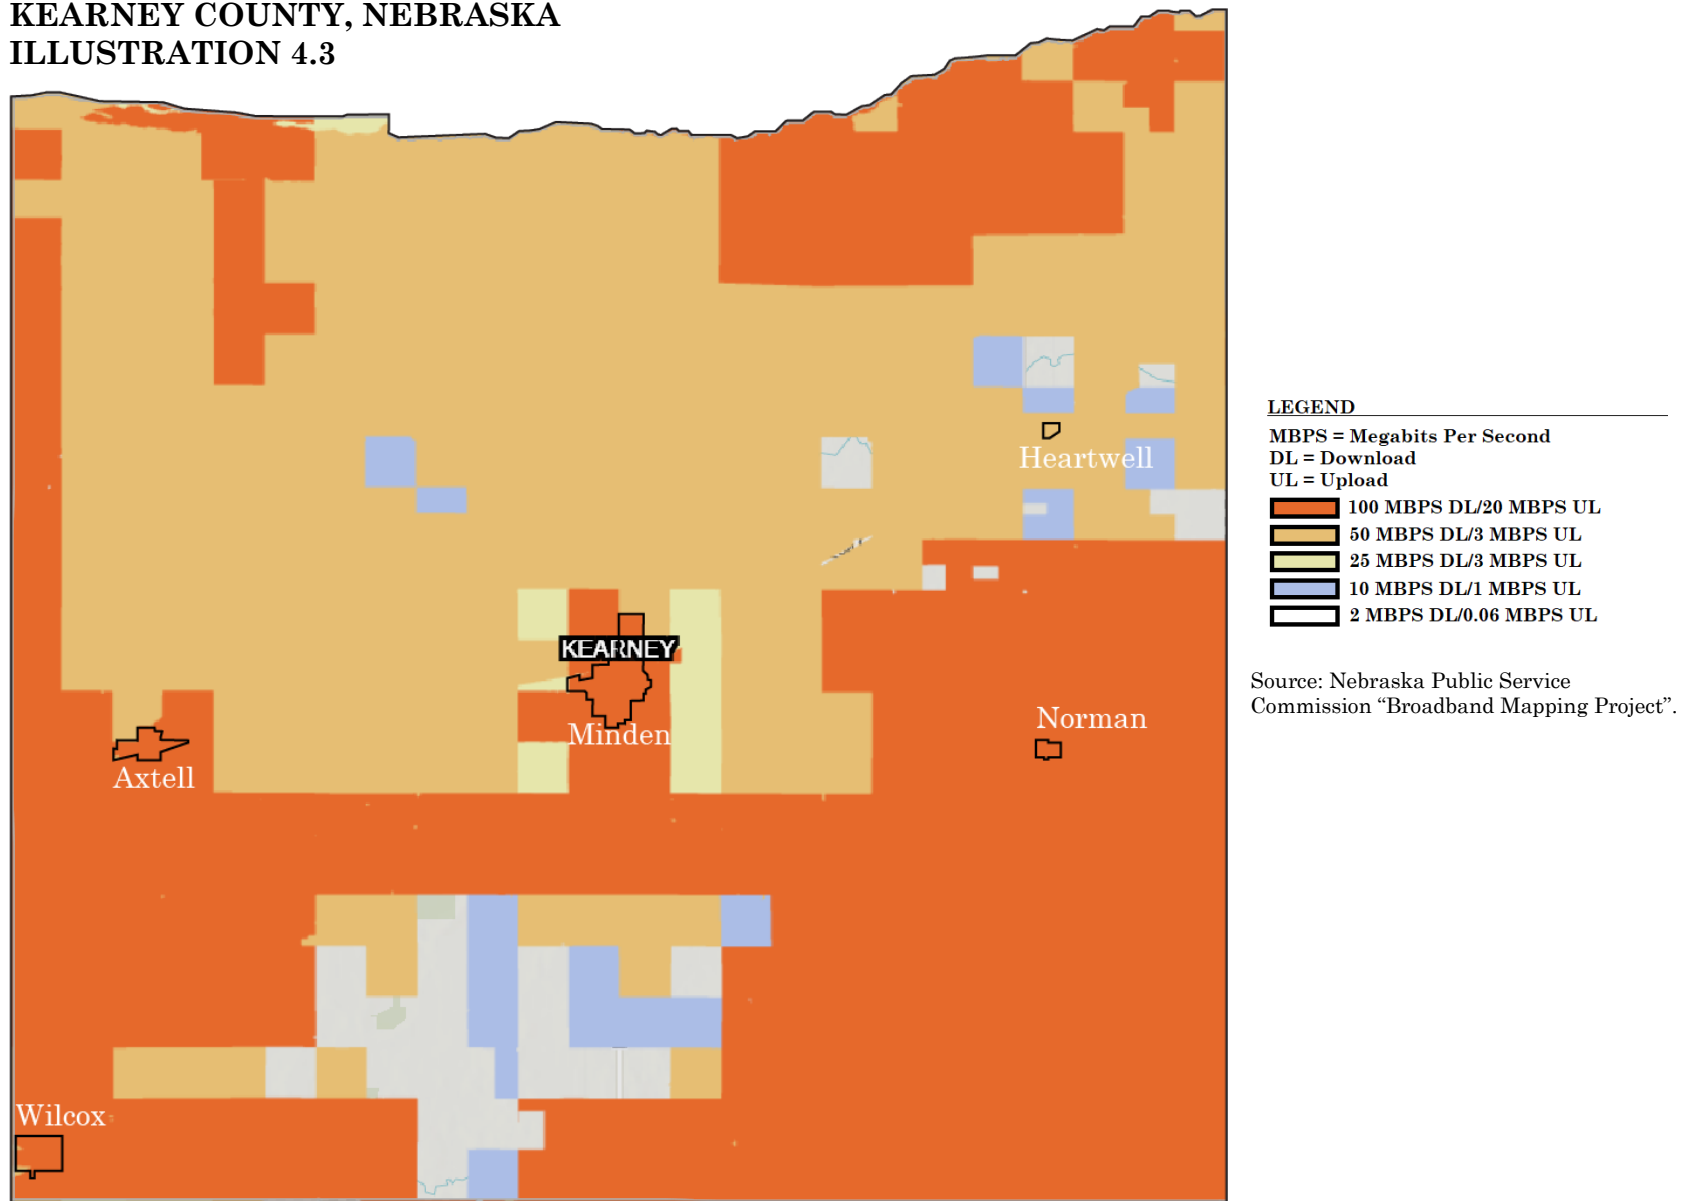 KEARNEY COUNTY, NEBRASKA
ILLUSTRATION 4.3
Heartwell
KEARNEY
Minden
Norman
Axtell
Wilcox
LEGEND
MBPS = Megabits Per Second
DL = Download
UL = Upload
100 MBPS DL/20 MBPS UL
50 MBPS DL/3 MBPS UL
25 MBPS DL/3 MBPS UL
10 MBPS DL/1 MBPS UL
2 MBPS DL/0.06 MBPS UL
Source: Nebraska Public Service
Commission “Broadband Mapping Project”.